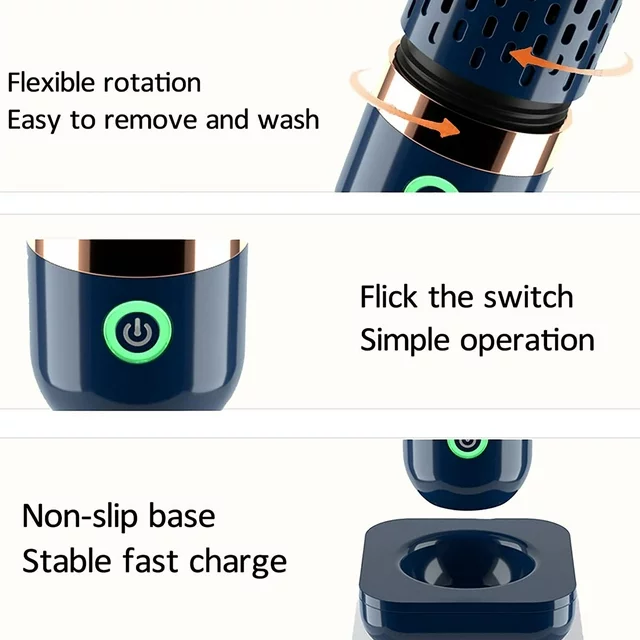 Flexible rotation
Easy to remove and wash
Flick the switch
Simple operation
Non-slip base
Stable fast charge